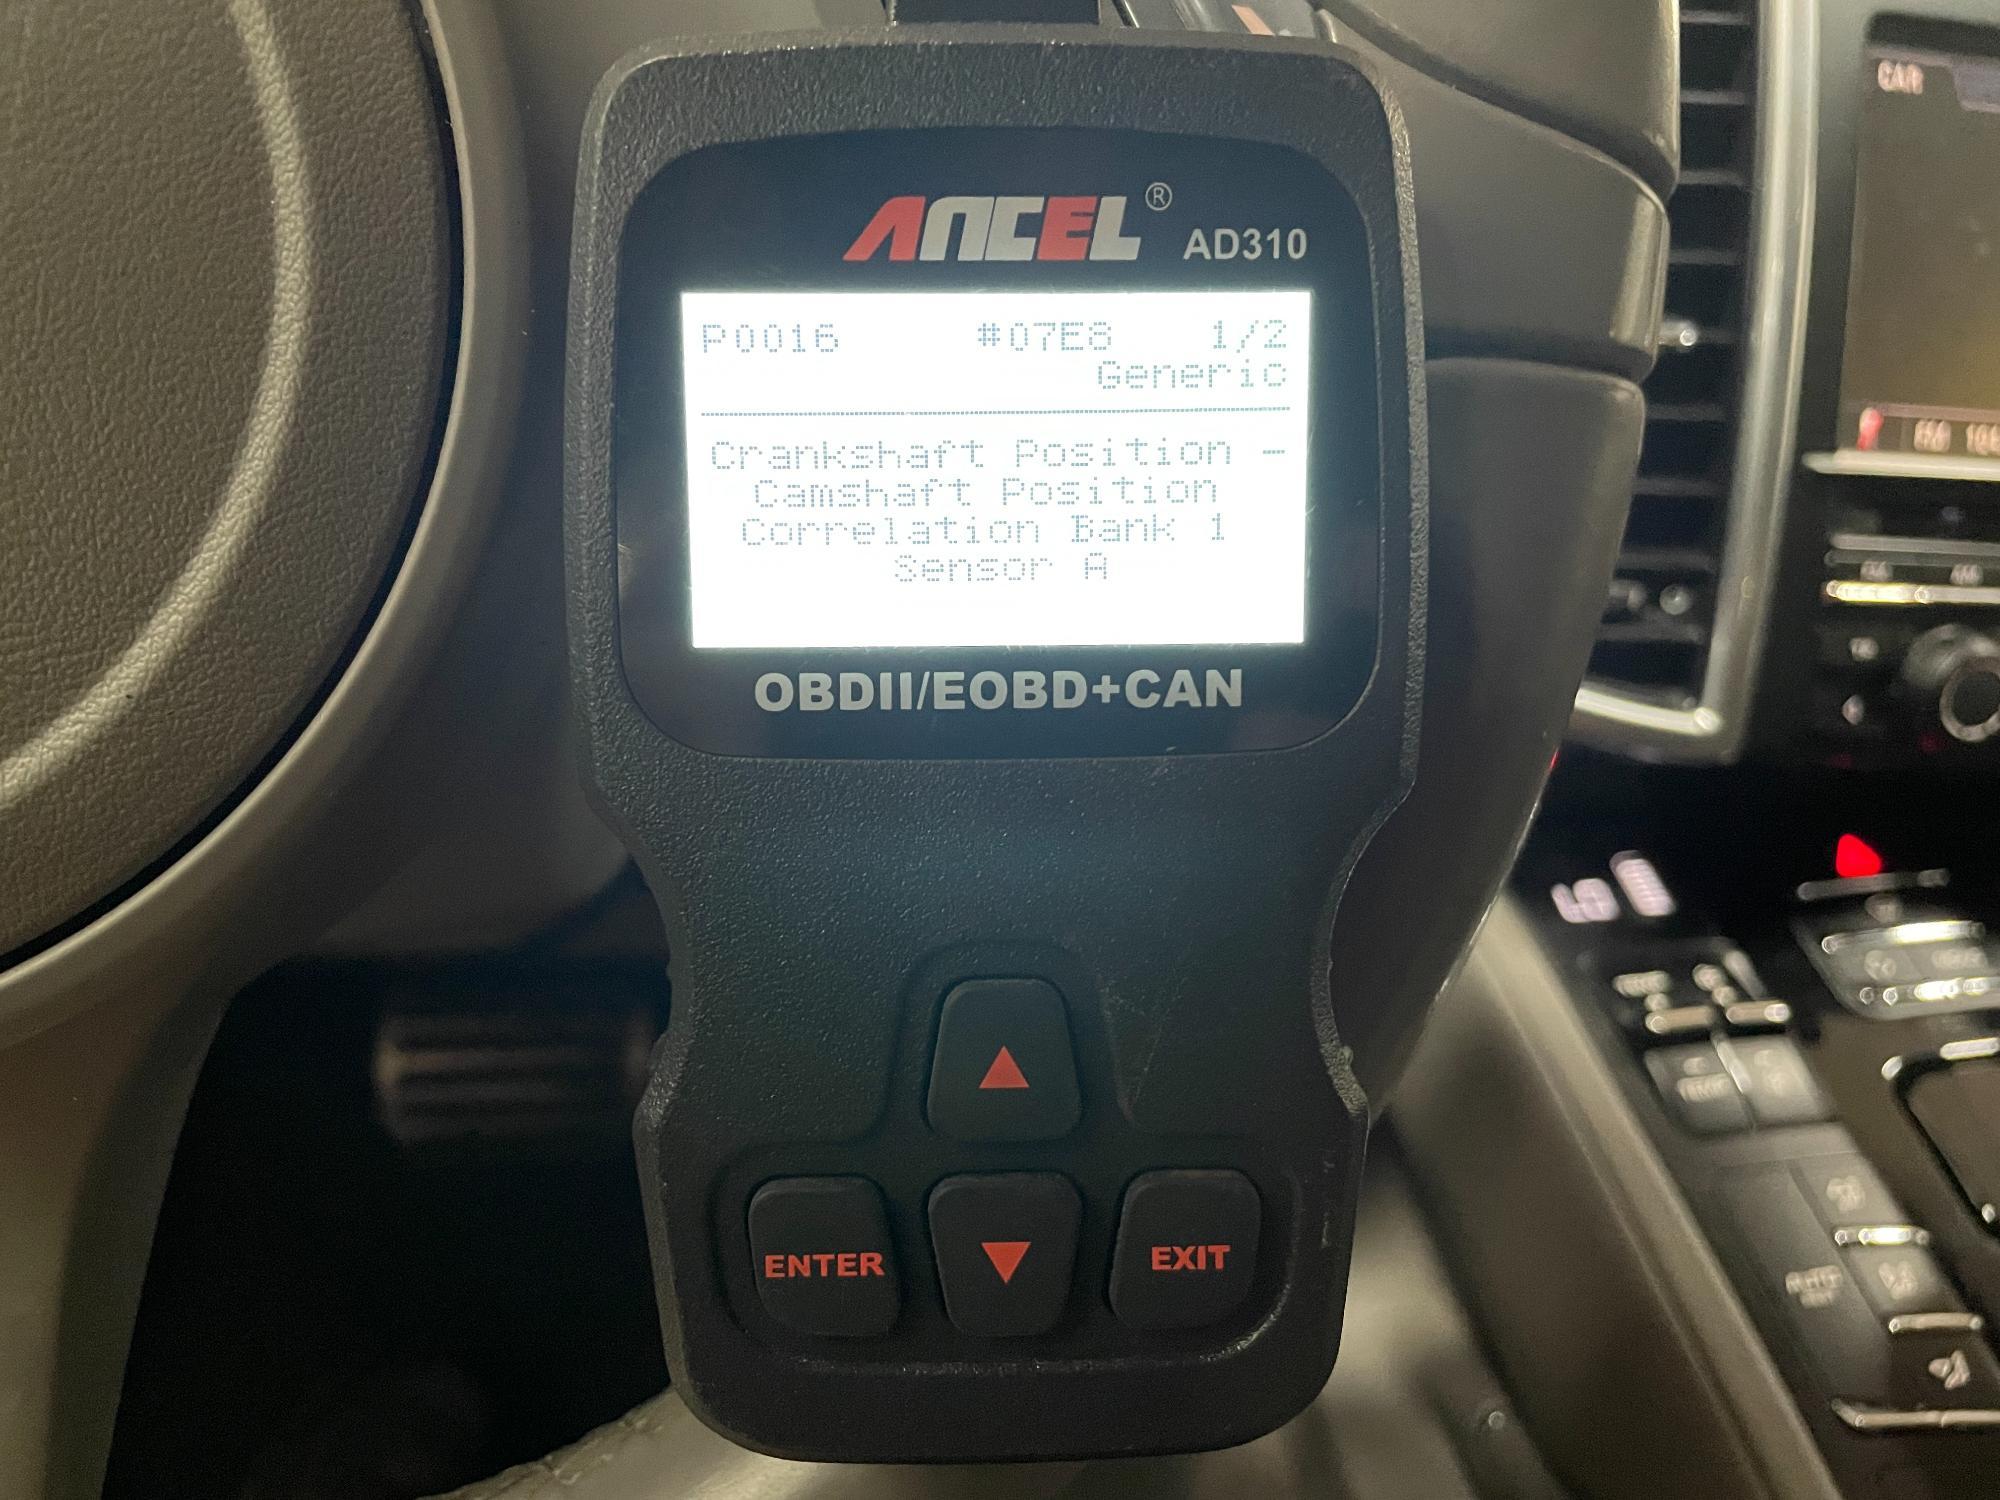 ANCEL® AD310
P0016 #07E8 1/2
Generic
Crankshaft Position -
Camshaft Position
Correlation Bank 1
Sensor A
OBDII/EOBD+CAN
ENTER
EXIT
CAR